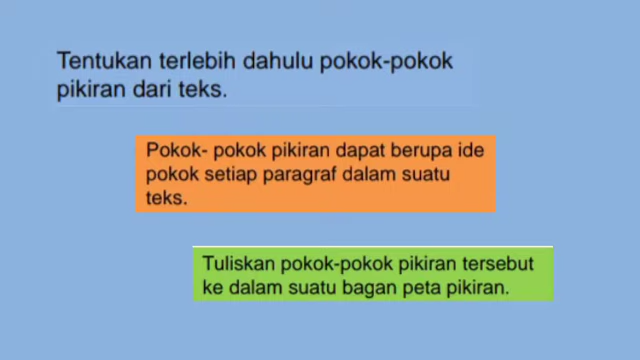 Tentukan terlebih dahulu pokok-pokok
pikiran dari teks.
Pokok- pokok pikiran dapat berupa ide
pokok setiap paragraf dalam suatu
teks.
Tuliskan pokok-pokok pikiran tersebut
ke dalam suatu bagan peta pikiran.